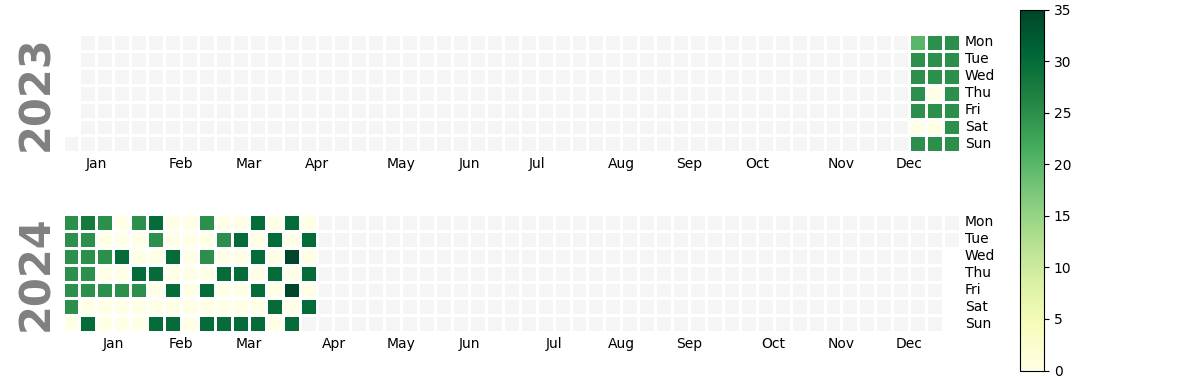 2023
Mon
Tue
Wed
Thu
Fri
Sat
Sun
Jan Feb Mar Apr May Jun Jul Aug Sep Oct Nov Dec
2024
Mon
Tue
Wed
Thu
Fri
Sat
Sun
Jan Feb Mar Apr May Jun Jul Aug Sep Oct Nov Dec
35
30
25
20
15
10
5
0